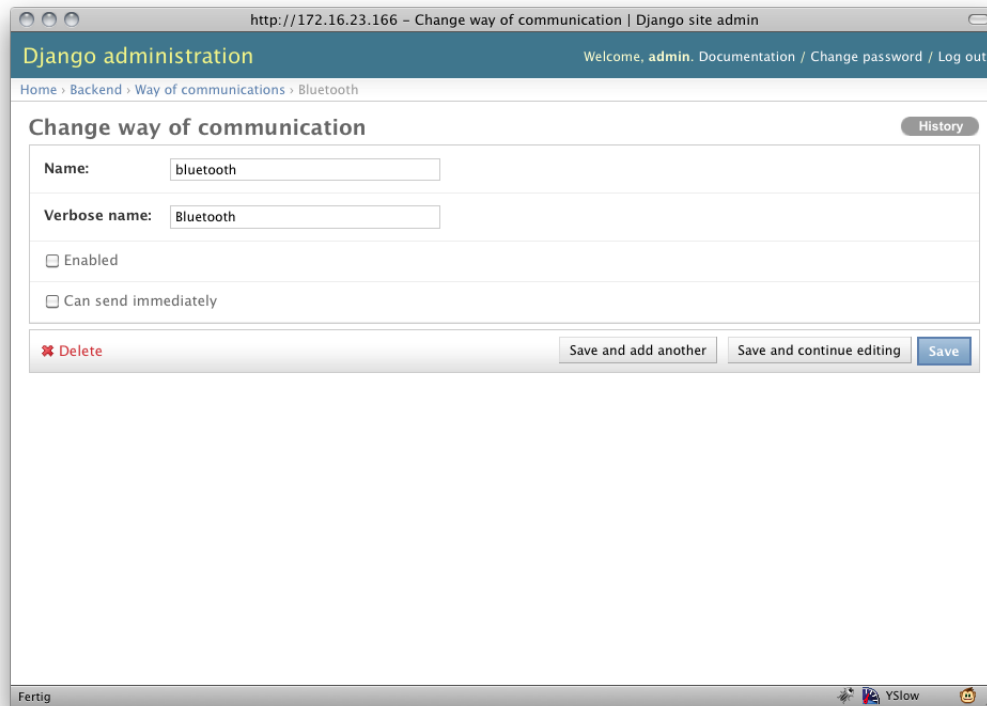 http://172.16.23.166 – Change way of communication | Django site admin
Django administration
Welcome, admin. Documentation / Change password / Log out
Home › Backend › Way of communications › Bluetooth
Change way of communication
History
Name: bluetooth
Verbose name: Bluetooth
Enabled
Can send immediately
Delete
Save and add another
Save and continue editing
Save
Fertig
YSlow